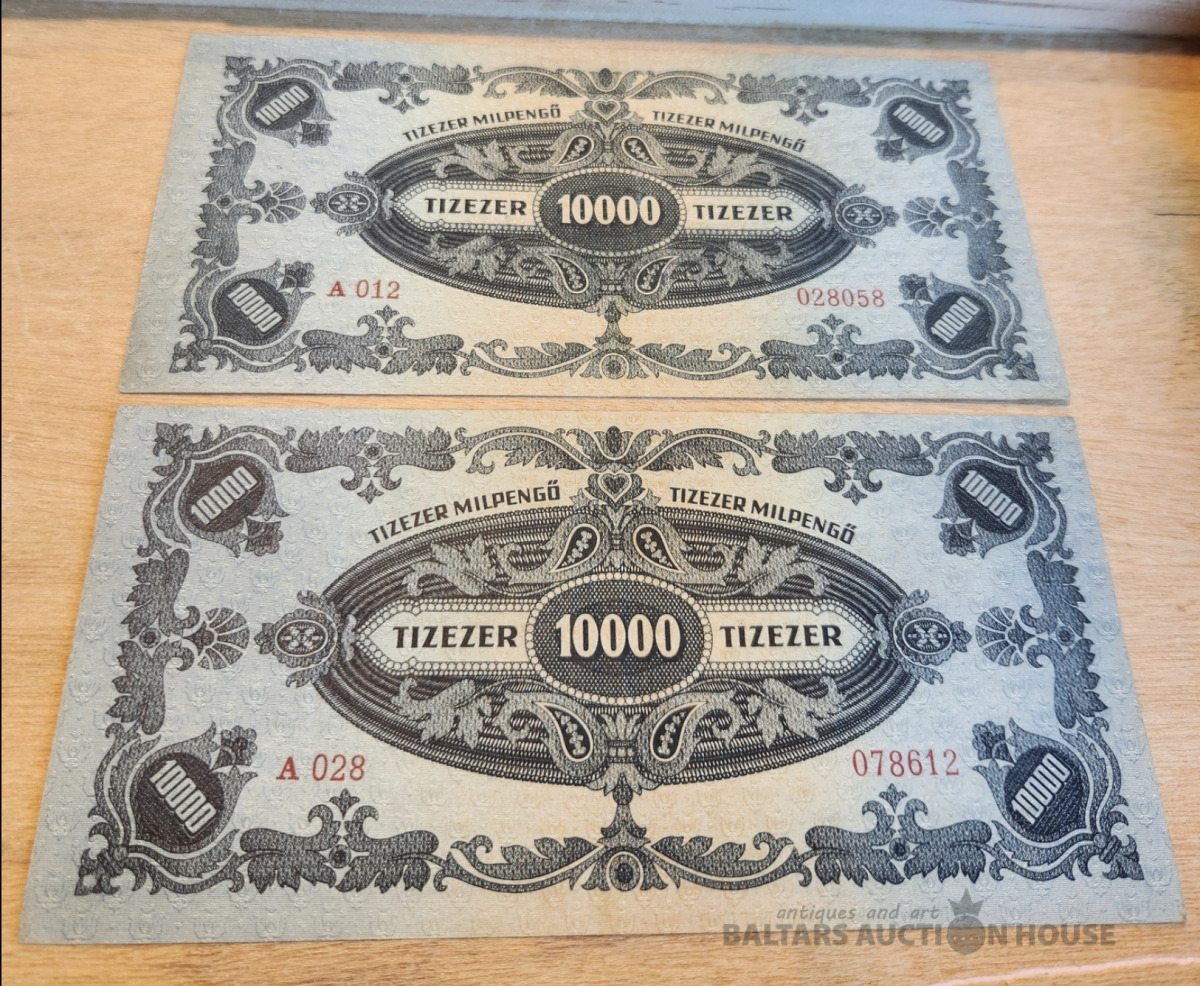 10000 10000
TIZEZER MILPENGŐ TIZEZER MILPENGŐ
TIZEZER 10000 TIZEZER
A 012 028058
10000 10000
10000 10000
TIZEZER MILPENGŐ TIZEZER MILPENGŐ
TIZEZER 10000 TIZEZER
A 028 078612
10000 10000
antiques and art
BALTARS AUCTION HOUSE